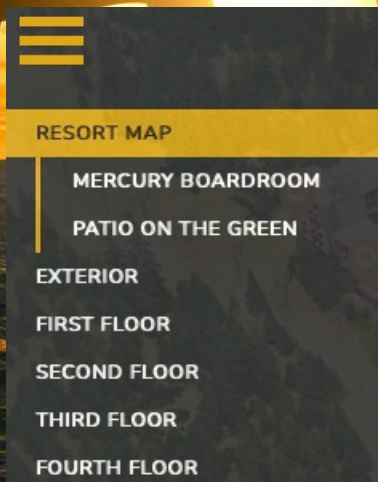 RESORT MAP
MERCURY BOARDROOM
PATIO ON THE GREEN
EXTERIOR
FIRST FLOOR
SECOND FLOOR
THIRD FLOOR
FOURTH FLOOR